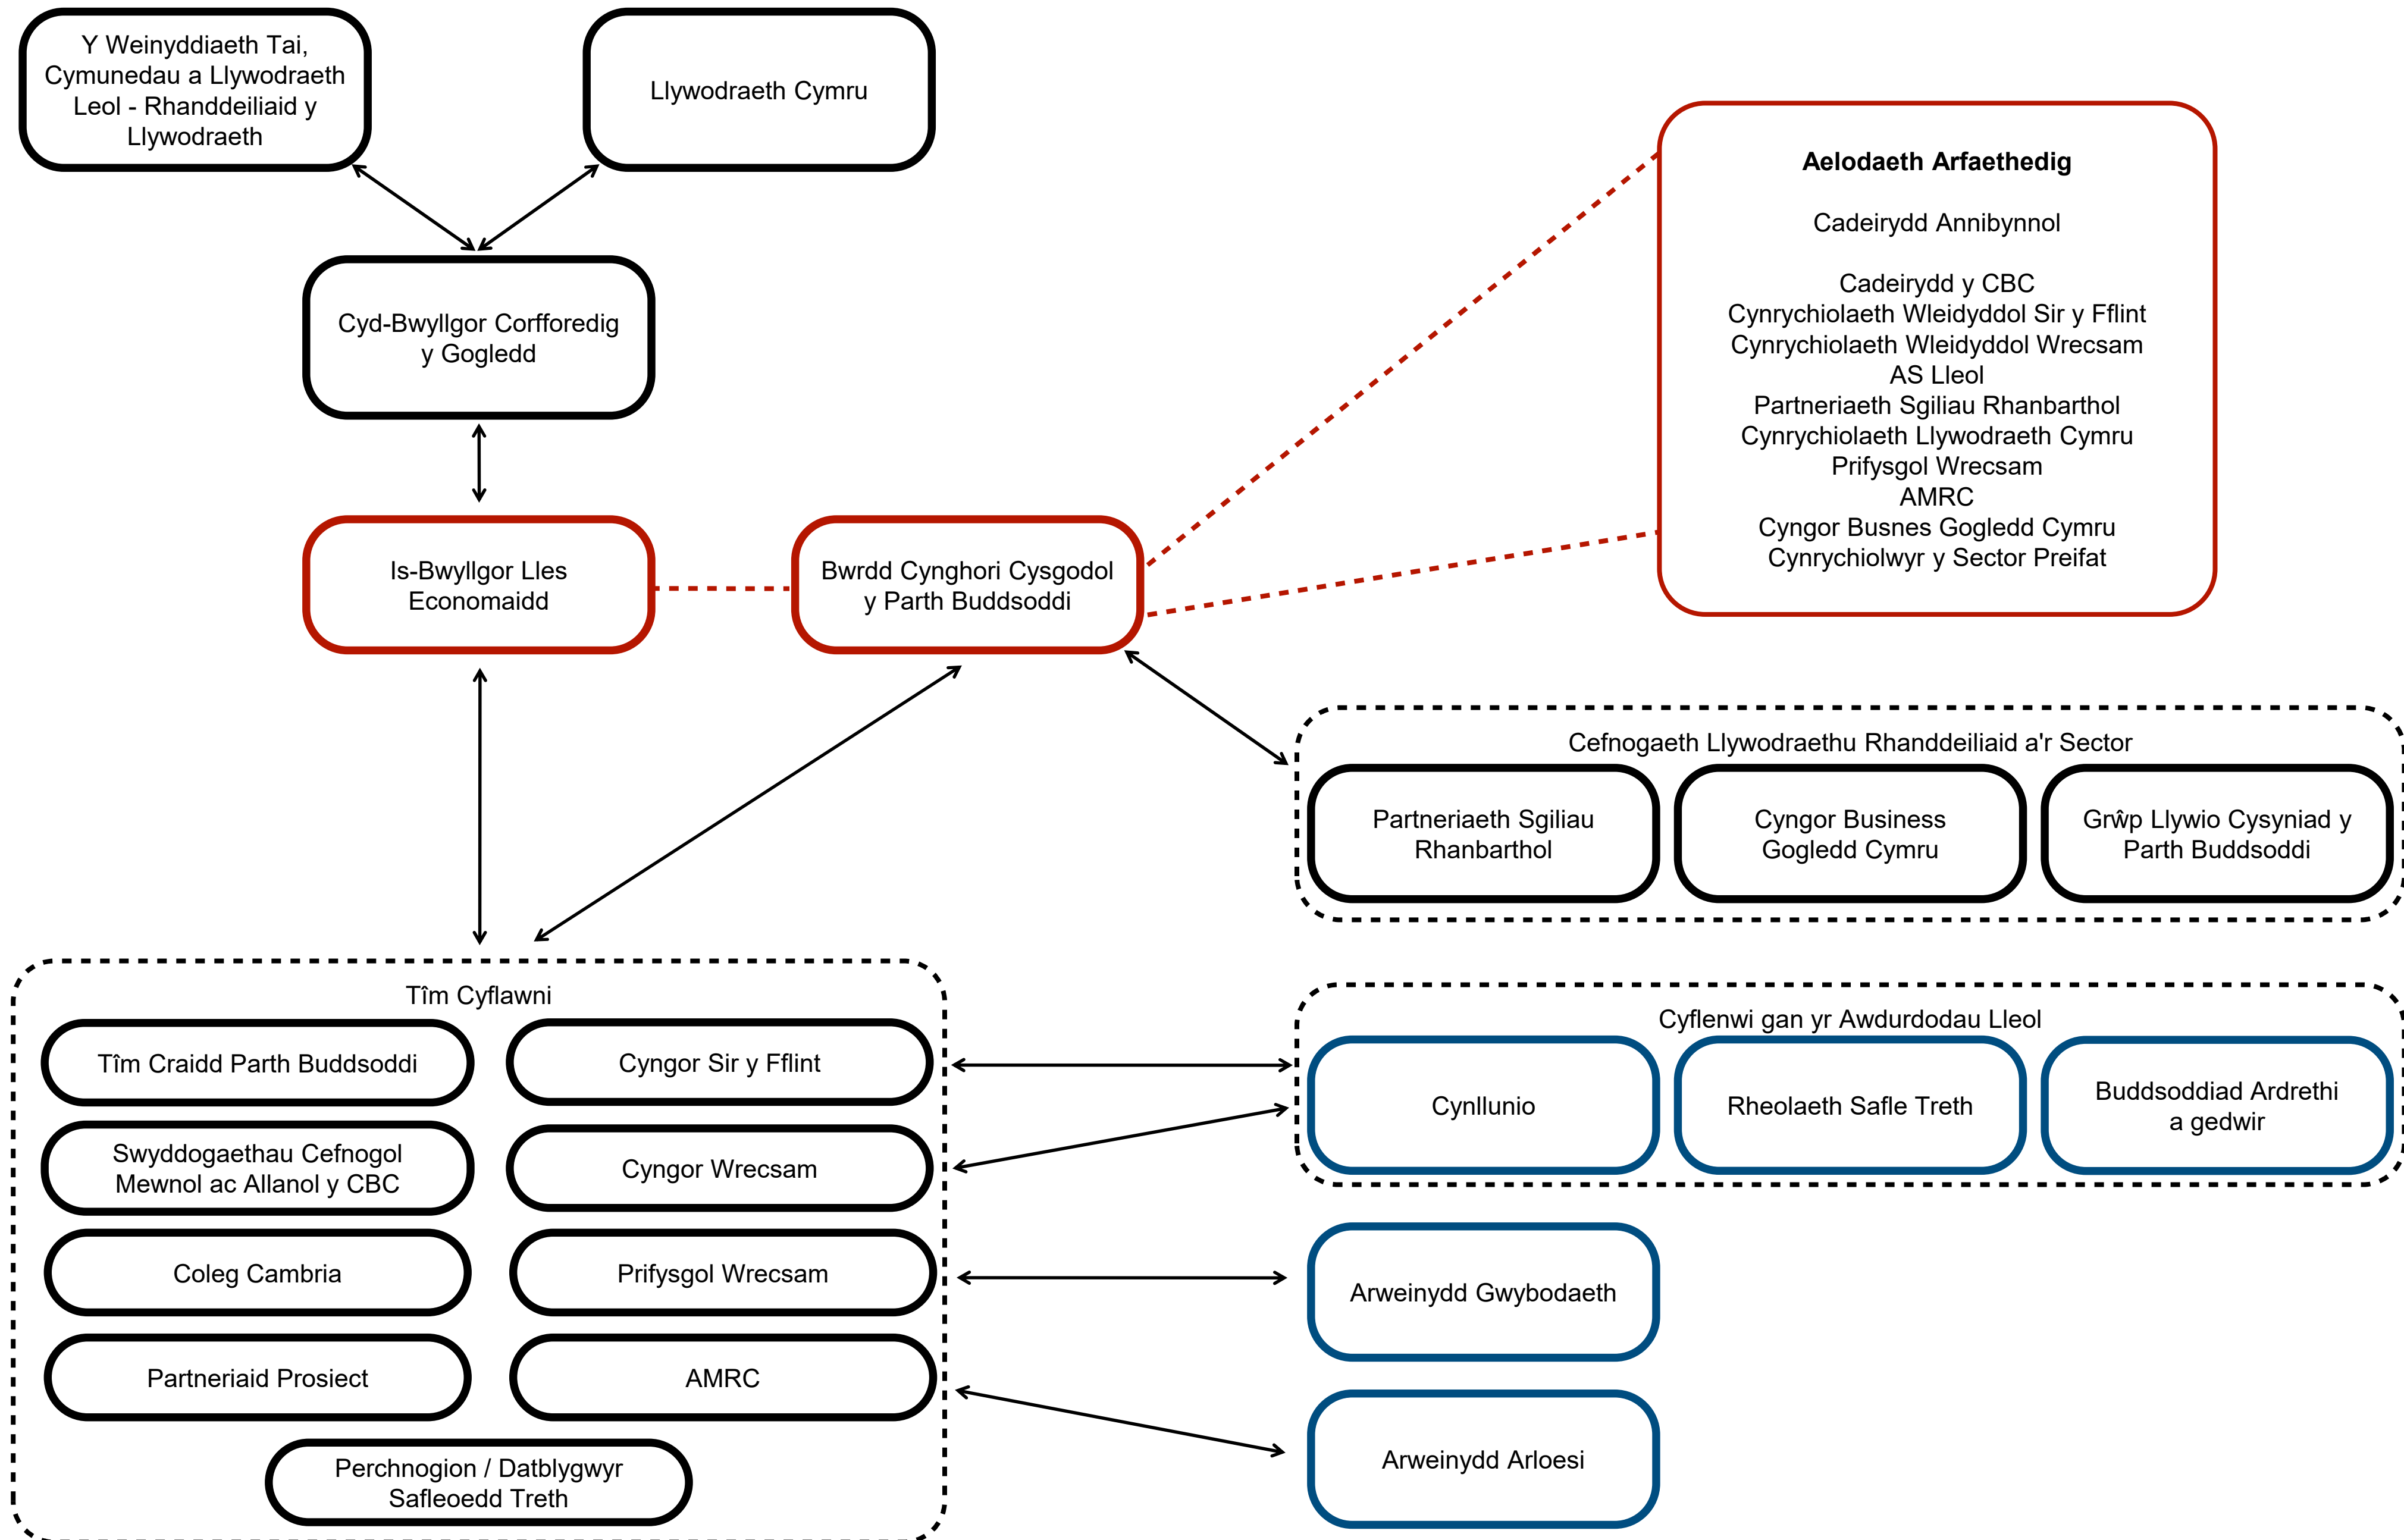 Y Weinyddiaeth Tai,
Cymunedau a Llywodraeth
Leol - Rhanddeiliaid y
Llywodraeth
Llywodraeth Cymru
Cyd-Bwyllgor Corfforedig
y Gogledd
Aelodaeth Arfaethedig
Cadeirydd Annibynnol
Cadeirydd y CBC
Cynrychiolaeth Wleidyddol Sir y Fflint
Cynrychiolaeth Wleidyddol Wrecsam
AS Lleol
Partneriaeth Sgiliau Rhanbarthol
Cynrychiolaeth Llywodraeth Cymru
Prifysgol Wrecsam
AMRC
Cyngor Busnes Gogledd Cymru
Cynrychiolwyr y Sector Preifat
Is-Bwyllgor Lles
Economaidd
Bwrdd Cynghori Cysgodol
y Parth Buddsoddi
Cefnogaeth Llywodraethu Rhanddeiliaid a'r Sector
Partneriaeth Sgiliau
Rhanbarthol
Cyngor Business
Gogledd Cymru
Grŵp Llywio Cysyniad y
Parth Buddsoddi
Tîm Cyflawni
Tîm Craidd Parth Buddsoddi
Cyngor Sir y Fflint
Swyddogaethau Cefnogol
Mewnol ac Allanol y CBC
Cyngor Wrecsam
Coleg Cambria
Prifysgol Wrecsam
Partneriaid Prosiect
AMRC
Perchnogion / Datblygwyr
Safleoedd Treth
Cyflenwi gan yr Awdurdodau Lleol
Cynllunio
Rheolaeth Safle Treth
Buddsoddiad Ardrethi
a gedwir
Arweinydd Gwybodaeth
Arweinydd Arloesi